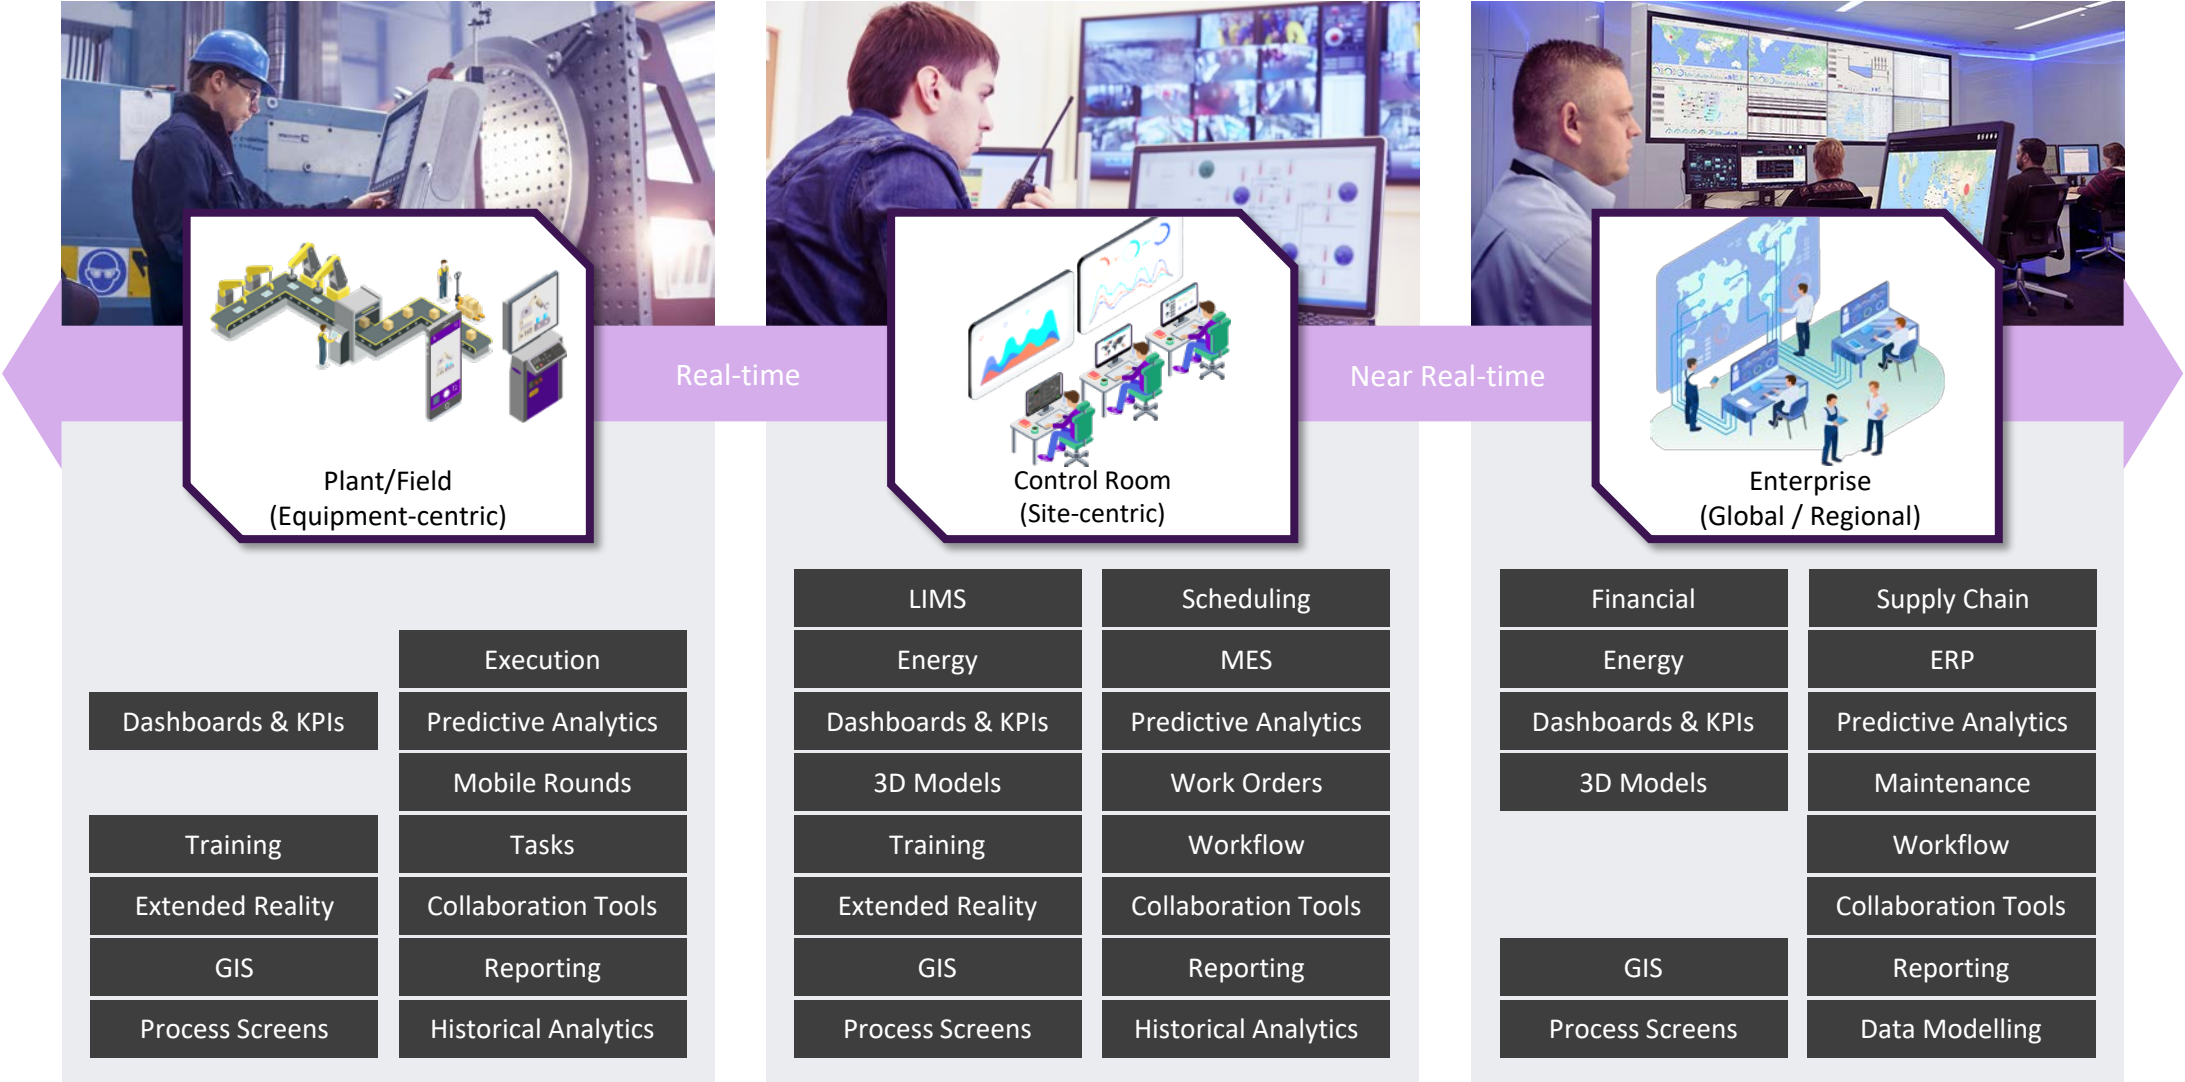 Real-time
Near Real-time
Plant/Field
(Equipment-centric)
Execution
Dashboards & KPIs
Predictive Analytics
Mobile Rounds
Training
Tasks
Extended Reality
Collaboration Tools
GIS
Reporting
Process Screens
Historical Analytics
Control Room
(Site-centric)
LIMS
Scheduling
Energy
MES
Dashboards & KPIs
Predictive Analytics
3D Models
Work Orders
Training
Workflow
Extended Reality
Collaboration Tools
GIS
Reporting
Process Screens
Historical Analytics
Enterprise
(Global / Regional)
Financial
Supply Chain
Energy
ERP
Dashboards & KPIs
Predictive Analytics
3D Models
Maintenance
Workflow
Collaboration Tools
GIS
Reporting
Process Screens
Data Modelling